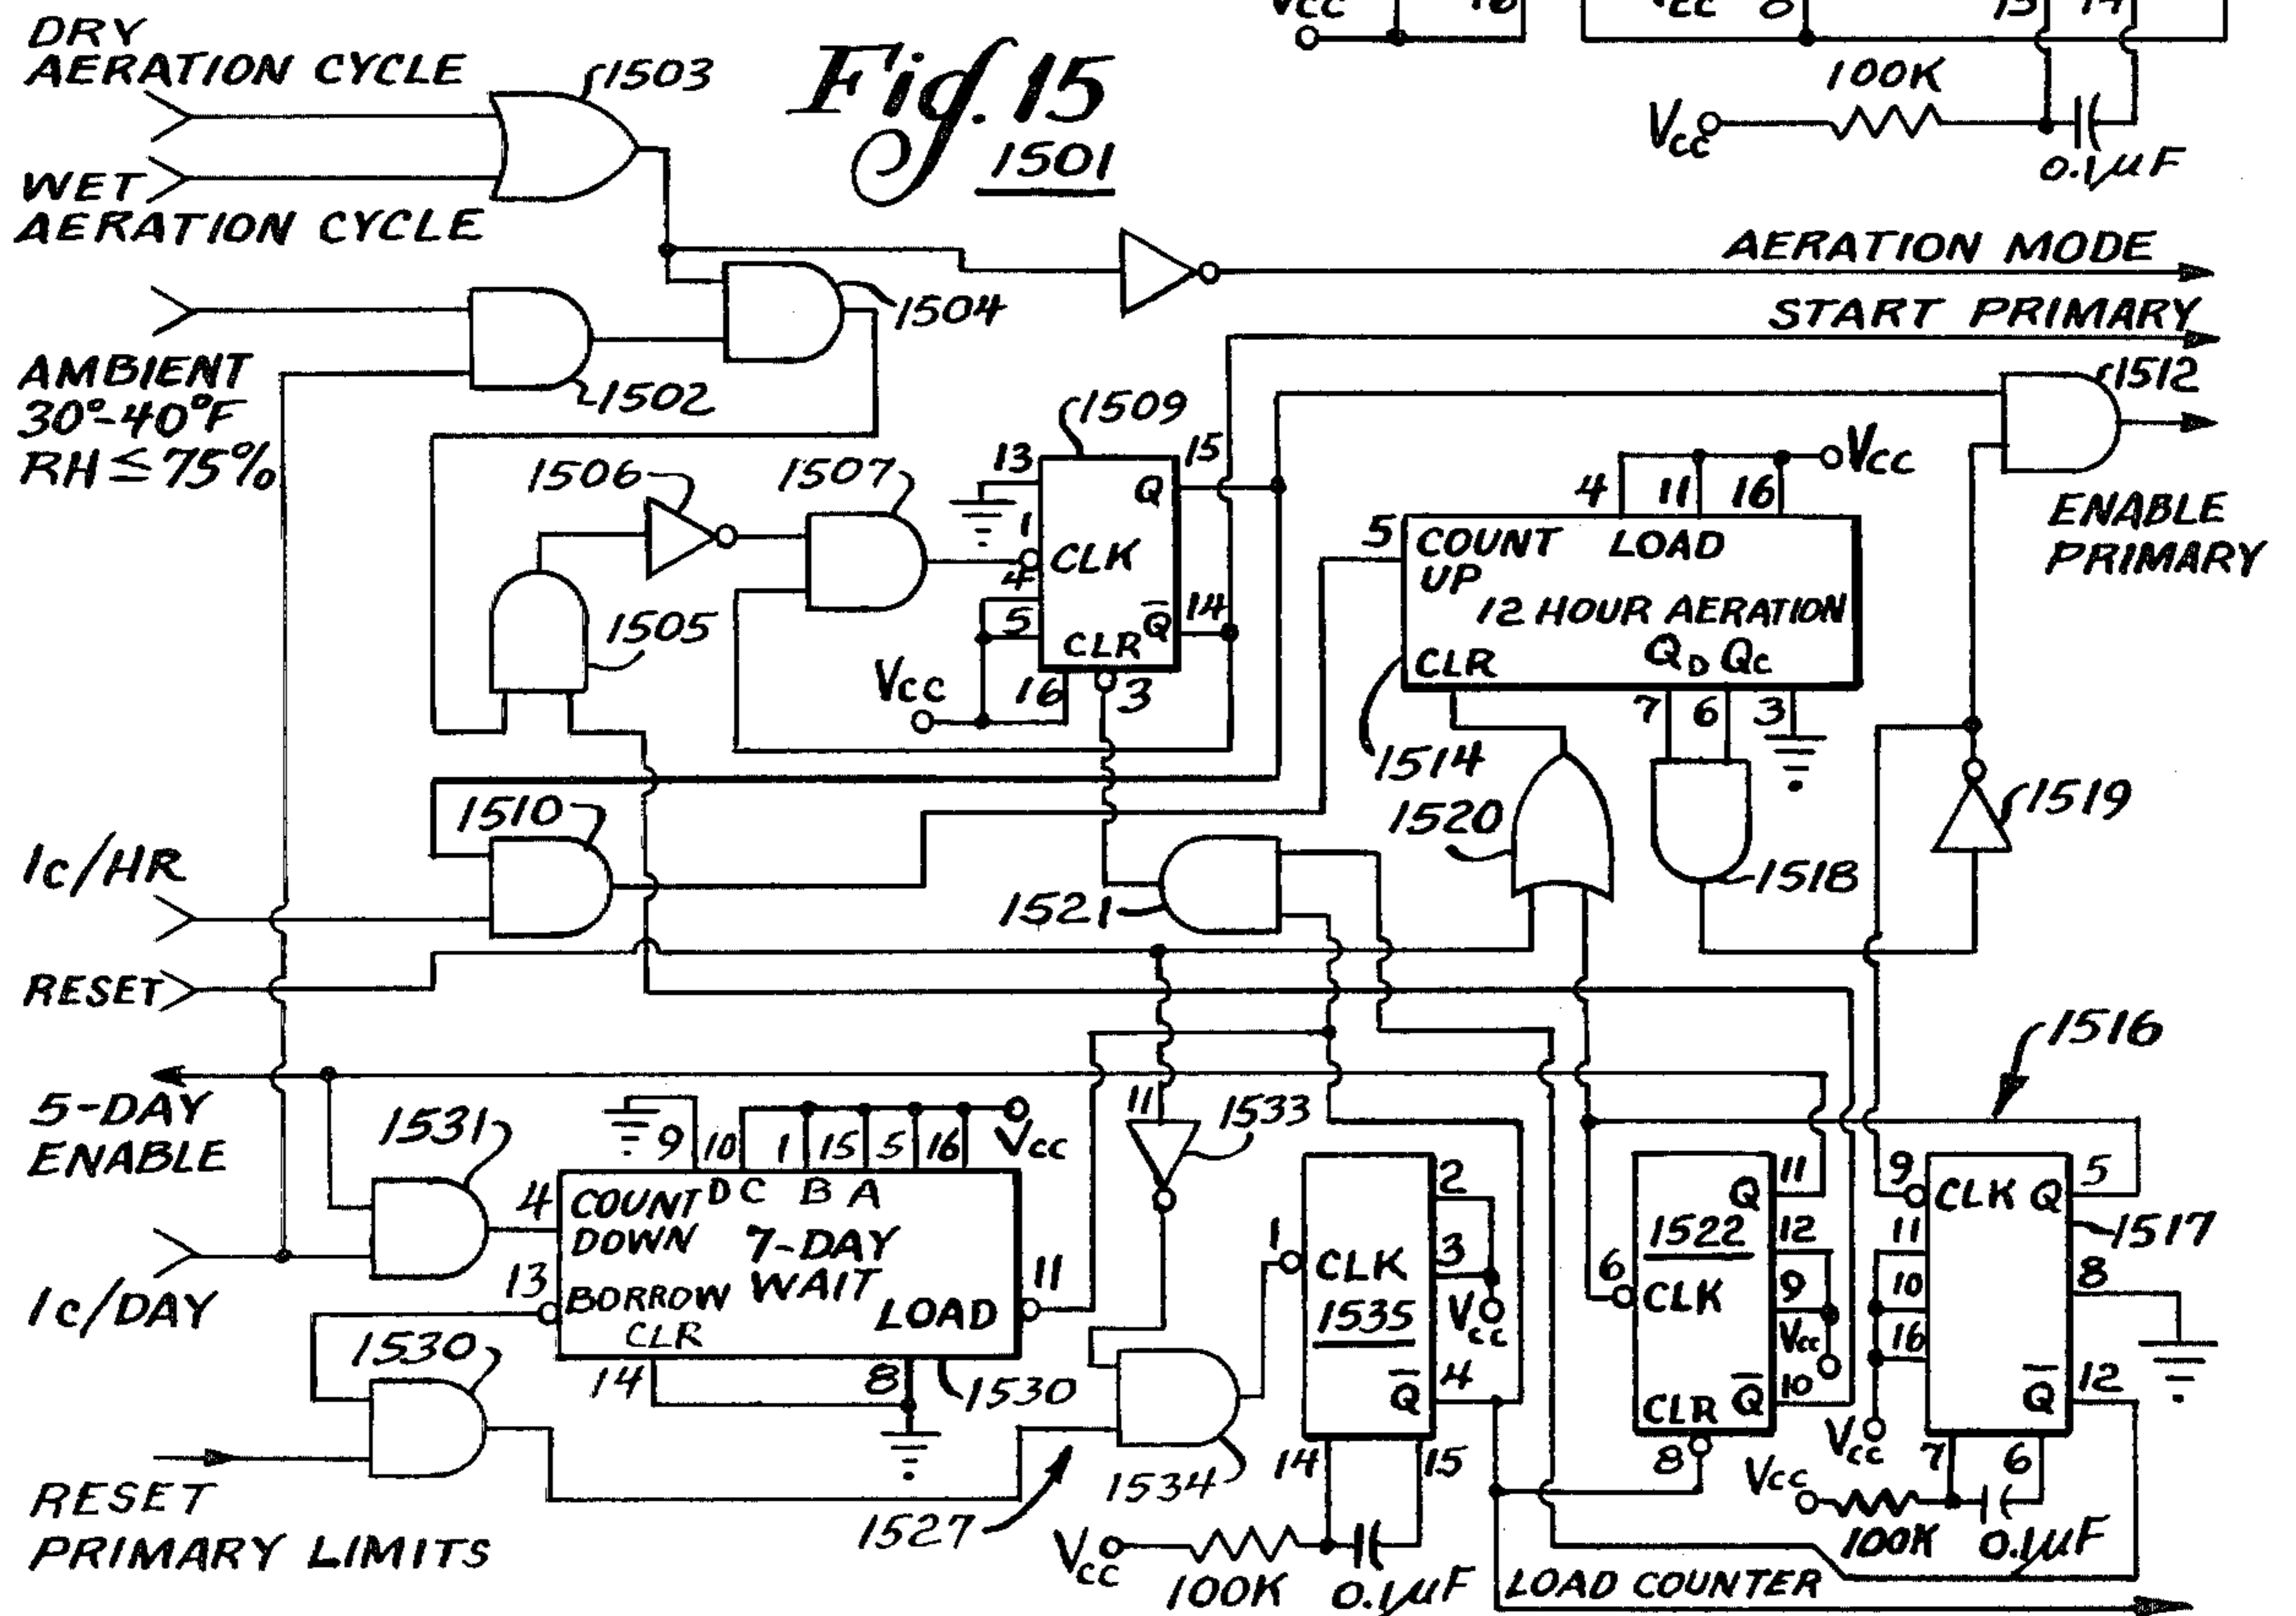 DRY
AERATION CYCLE
WET
AERATION CYCLE
1503
Fig. 15
1501
VCC
16
VCC
8
15
14
100K
VCC
0.1µF
AERATION MODE
START PRIMARY
1504
1502
AMBIENT
30°-40°F
RH ≤ 75%
1512
ENABLE
PRIMARY
1506
1507
1505
1509
13
15
Q
1
CLK
4
5
Q̅
14
CLR
VCC
16
3
VCC
4
11
16
5
COUNT
UP
LOAD
12 HOUR AERATION
CLR
QD
QC
7
6
3
1514
1510
1520
1518
1519
1521
1c/HR
RESET
1516
5-DAY
ENABLE
1531
9
10
1
15
5
16
VCC
11
1533
4
COUNT
DOWN
D
C
B
A
7-DAY
WAIT
13
BORROW
CLR
LOAD
11
1c/DAY
1530
14
8
1530
RESET
PRIMARY LIMITS
1527
1534
1
CLK
1535
2
3
VCC
Q̅
4
14
15
VCC
100K
0.1µF
Q
11
1522
12
6
CLK
9
VCC
CLR
Q̅
10
8
9
CLK
Q
5
11
1517
10
8
16
Q̅
12
VCC
7
6
VCC
100K
0.1µF
LOAD COUNTER